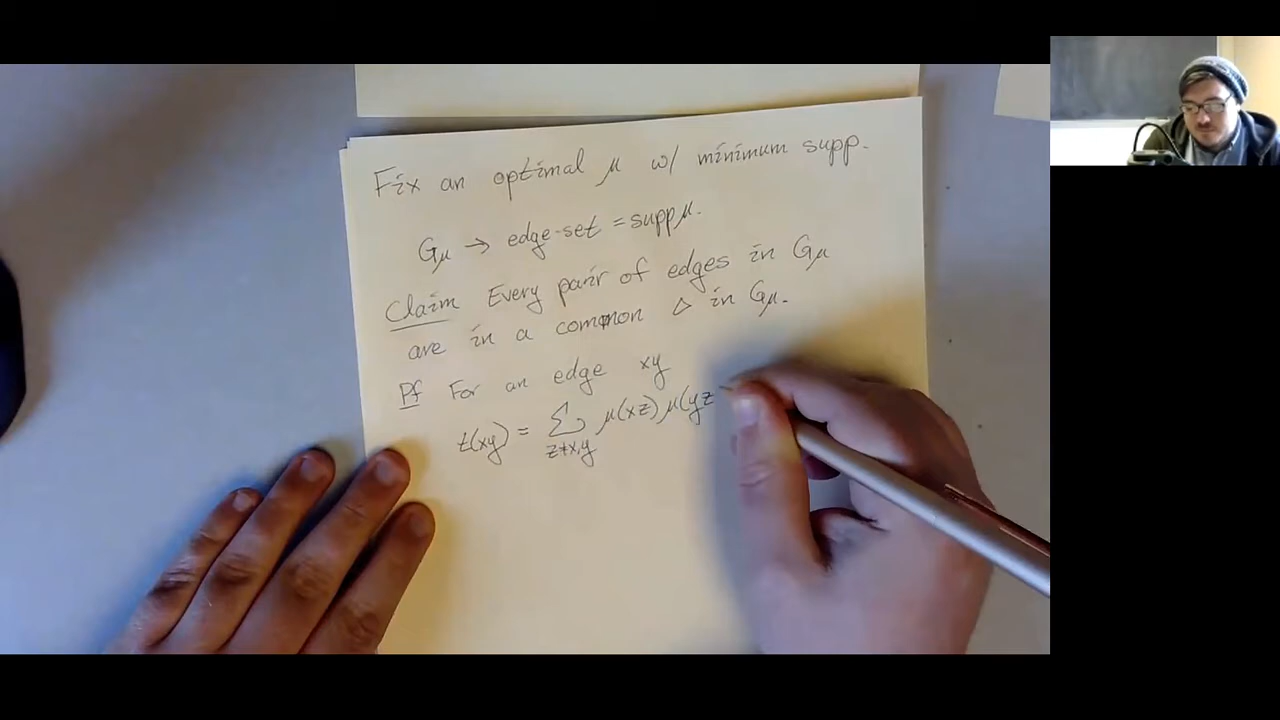 Fix an optimal μ w/ minimum supp.
Gμ → edge-set = supp μ.
Claim Every pair of edges in Gμ
are in a common △ in Gμ.
Pf For an edge xy
t(xy) = ∑ μ(xz) μ(yz
z≠x,y